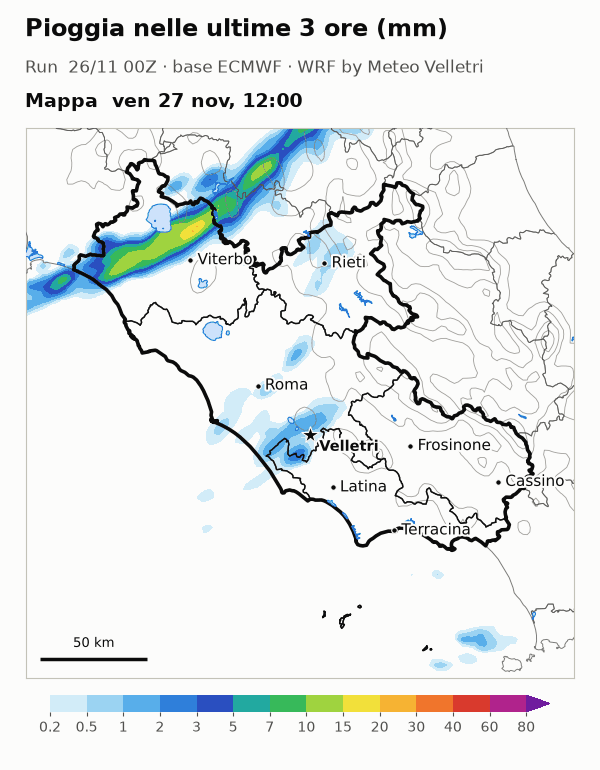 Pioggia nelle ultime 3 ore (mm)
Run  26/11 00Z · base ECMWF · WRF by Meteo Velletri
Mappa  ven 27 nov, 12:00
Viterbo
Rieti
Roma
Velletri
Frosinone
Cassino
Latina
Terracina
50 km
0.2 0.5 1 2 3 5 7 10 15 20 30 40 60 80